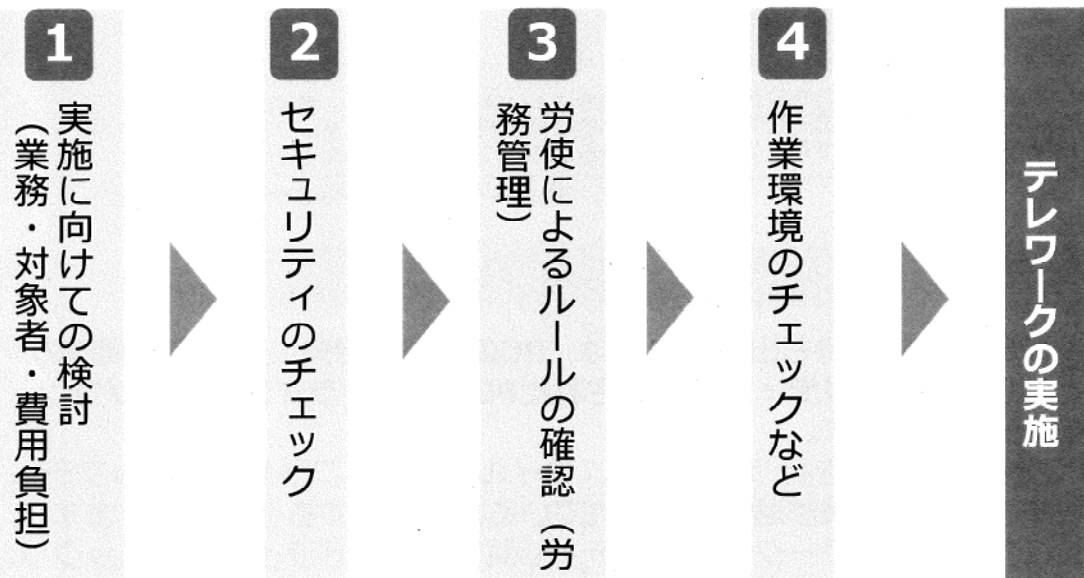 1
実施に向けての検討
（業務・対象者・費用負担）
2
セキュリティのチェック
3
労使によるルールの確認（労
務管理）
4
作業環境のチェックなど
テレワークの実施